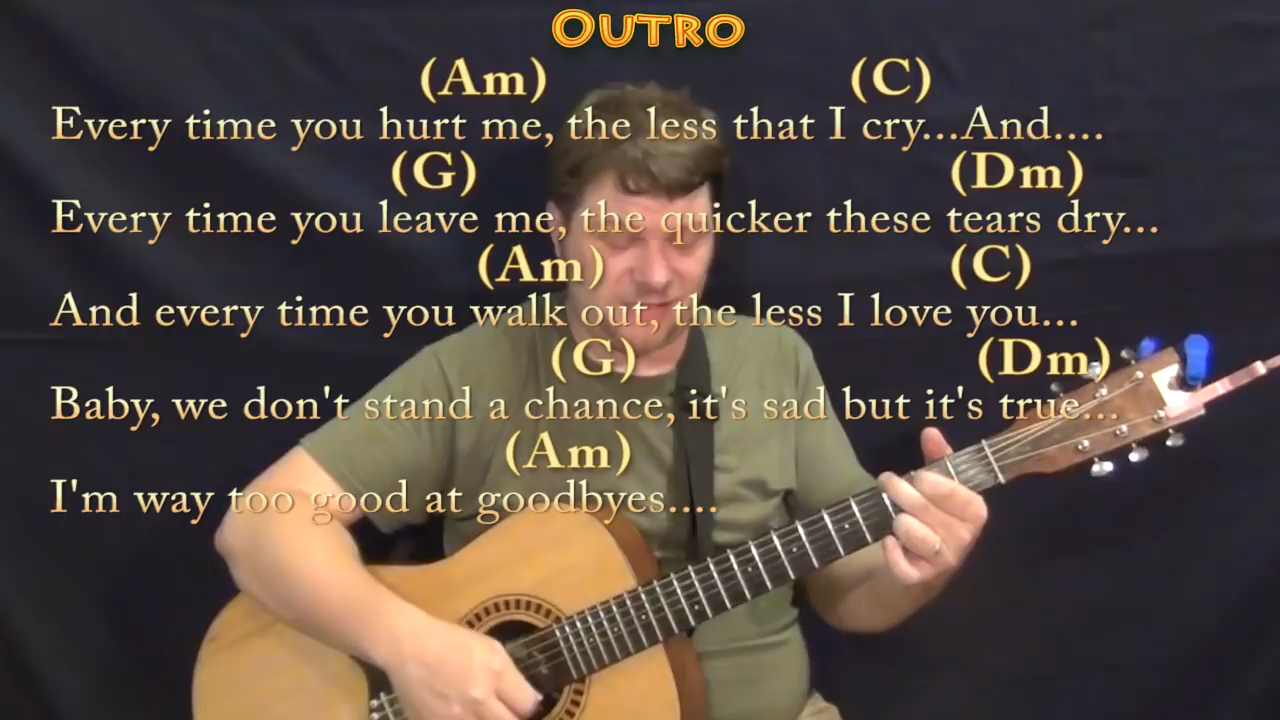 OUTRO
(Am) (C)
Every time you hurt me, the less that I cry...And....
(G) (Dm)
Every time you leave me, the quicker these tears dry...
(Am) (C)
And every time you walk out, the less I love you...
(G) (Dm)
Baby, we don't stand a chance, it's sad but it's true...
(Am)
I'm way too good at goodbyes....